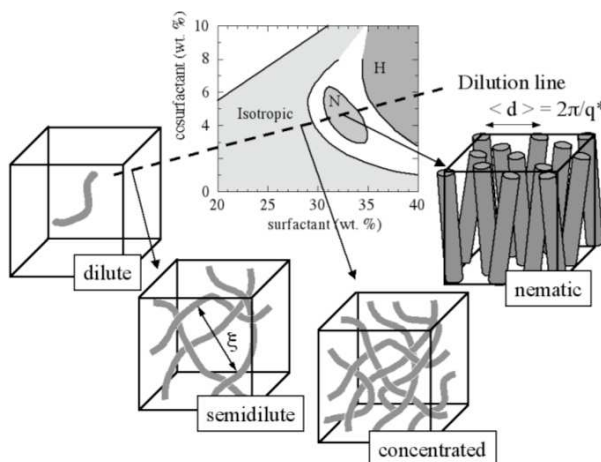 10
8
6
4
2
0
cosurfactant (wt. %)
20 25 30 35 40
surfactant (wt. %)
Isotropic
N
H
Dilution line
< d > = 2π/q*
dilute
ξ
semidilute
concentrated
nematic